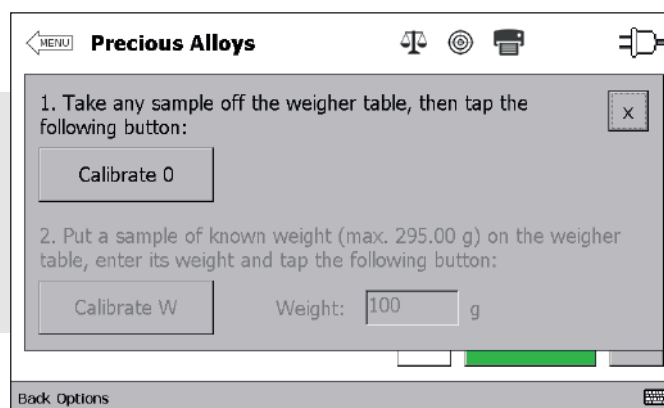 MENU Precious Alloys
1. Take any sample off the weigher table, then tap the
following button:
x
Calibrate 0
2. Put a sample of known weight (max. 295.00 g) on the weigher
table, enter its weight and tap the following button:
Calibrate W Weight: 100 g
Back Options